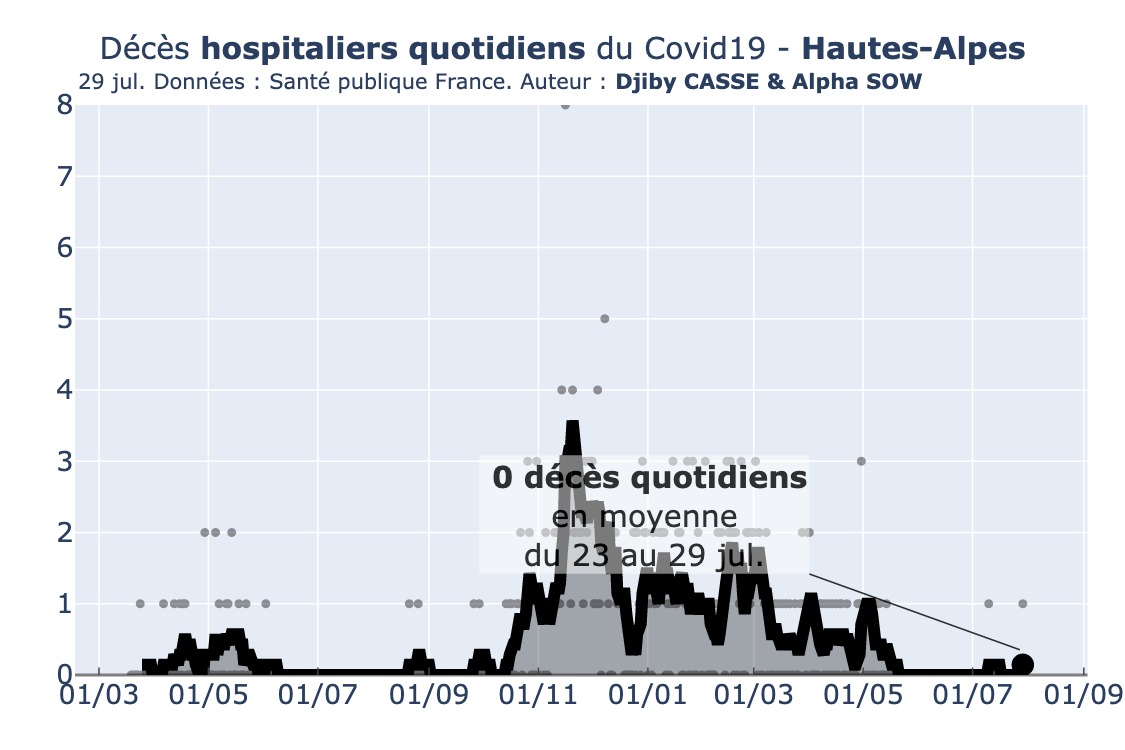 Décès hospitaliers quotidiens du Covid19 - Hautes-Alpes
29 jul. Données : Santé publique France. Auteur : Djiby CASSE & Alpha SOW
8
7
6
5
4
3
2
1
0
0 décès quotidiens
en moyenne
du 23 au 29 jul.
01/03 01/05 01/07 01/09 01/11 01/01 01/03 01/05 01/07 01/09